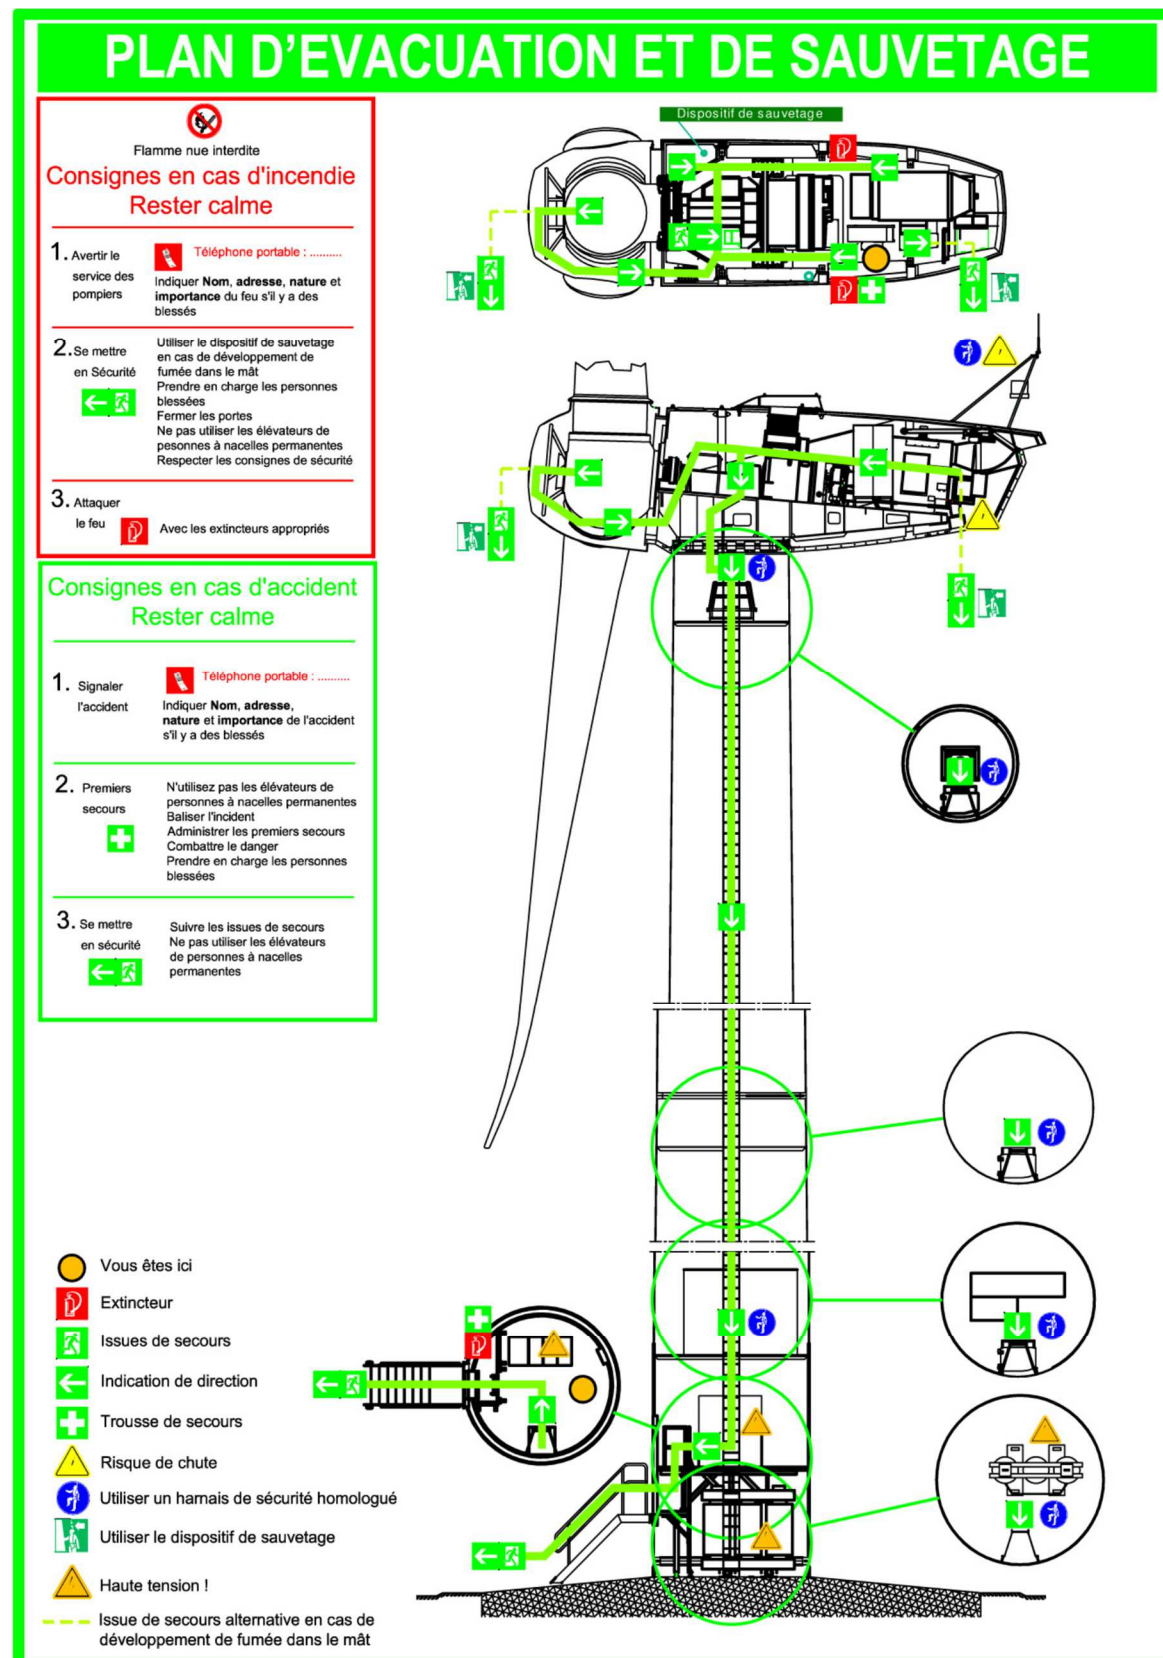 PLAN D'EVACUATION ET DE SAUVETAGE
Flamme nue interdite
Consignes en cas d'incendie
Rester calme
1. Avertir le
service des
pompiers
Téléphone portable : ..........
Indiquer Nom, adresse, nature et
importance du feu s'il y a des
blessés
2. Se mettre
en Sécurité
Utiliser le dispositif de sauvetage
en cas de développement de
fumée dans le mât
Prendre en charge les personnes
blessées
Fermer les portes
Ne pas utiliser les élévateurs de
pesonnes à nacelles permanentes
Respecter les consignes de sécurité
3. Attaquer
le feu
Avec les extincteurs appropriés
Consignes en cas d'accident
Rester calme
1. Signaler
l'accident
Téléphone portable : ..........
Indiquer Nom, adresse,
nature et importance de l'accident
s'il y a des blessés
2. Premiers
secours
N'utilisez pas les élévateurs de
personnes à nacelles permanentes
Baliser l'incident
Administrer les premiers secours
Combattre le danger
Prendre en charge les personnes
blessées
3. Se mettre
en sécurité
Suivre les issues de secours
Ne pas utiliser les élévateurs
de personnes à nacelles
permanentes
Dispositif de sauvetage
Vous êtes ici
Extincteur
Issues de secours
Indication de direction
Trousse de secours
Risque de chute
Utiliser un harnais de sécurité homologué
Utiliser le dispositif de sauvetage
Haute tension !
Issue de secours alternative en cas de
développement de fumée dans le mât